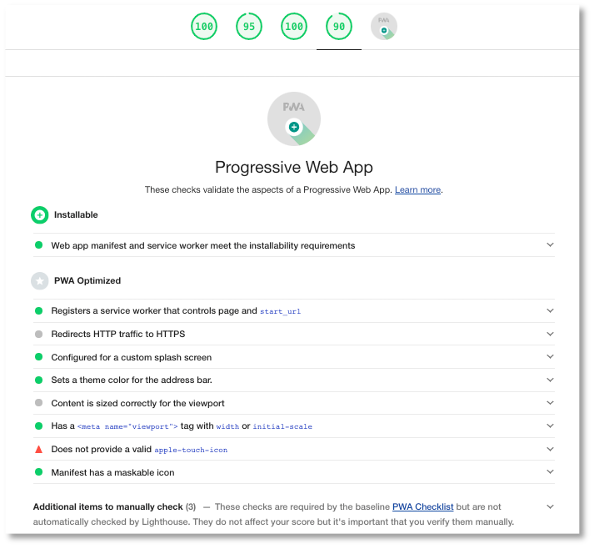 100 95 100 90 PWA
PWA
Progressive Web App
These checks validate the aspects of a Progressive Web App. Learn more.
Installable
Web app manifest and service worker meet the installability requirements
PWA Optimized
Registers a service worker that controls page and start_url
Redirects HTTP traffic to HTTPS
Configured for a custom splash screen
Sets a theme color for the address bar.
Content is sized correctly for the viewport
Has a <meta name="viewport"> tag with width or initial-scale
Does not provide a valid apple-touch-icon
Manifest has a maskable icon
Additional items to manually check (3) — These checks are required by the baseline PWA Checklist but are not
automatically checked by Lighthouse. They do not affect your score but it's important that you verify them manually.